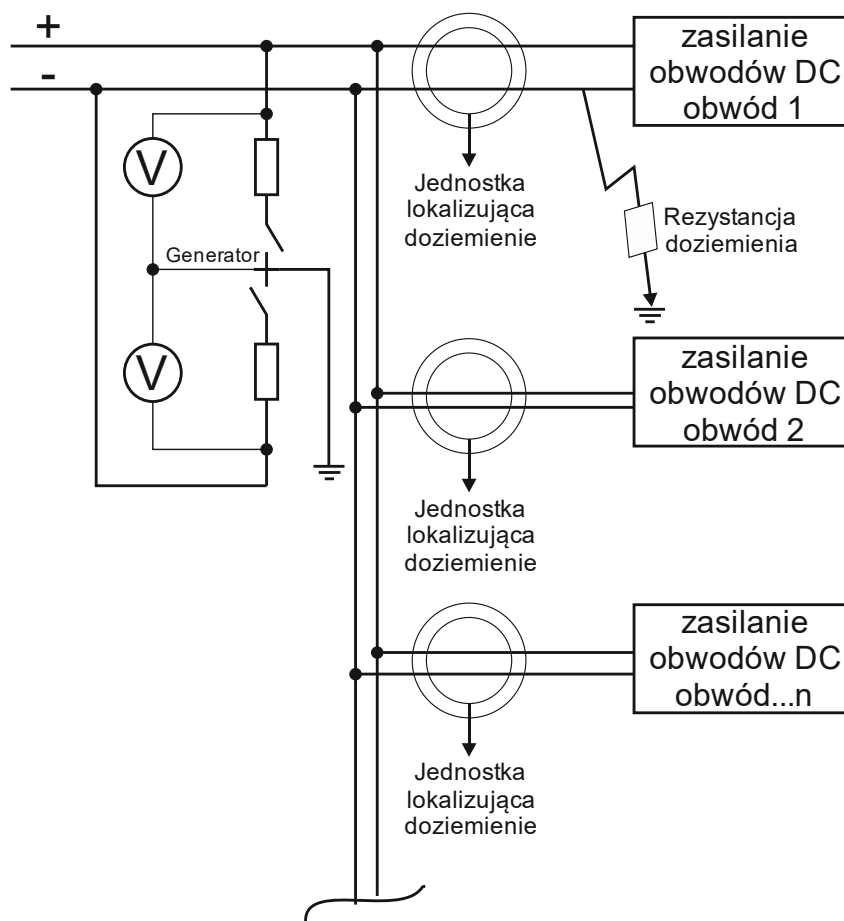 +
-
zasilanie
obwodów DC
obwód 1
V
Jednostka
lokalizująca
doziemienie
Rezystancja
doziemienia
Generator
V
zasilanie
obwodów DC
obwód 2
Jednostka
lokalizująca
doziemienie
zasilanie
obwodów DC
obwód...n
Jednostka
lokalizująca
doziemienie